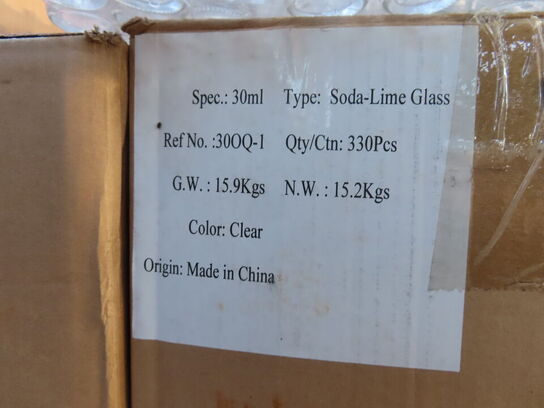 Spec.: 30ml Type: Soda-Lime Glass
Ref No. :30OQ-1 Qty/Ctn: 330Pcs
G.W. : 15.9Kgs N.W. : 15.2Kgs
Color: Clear
Origin: Made in China